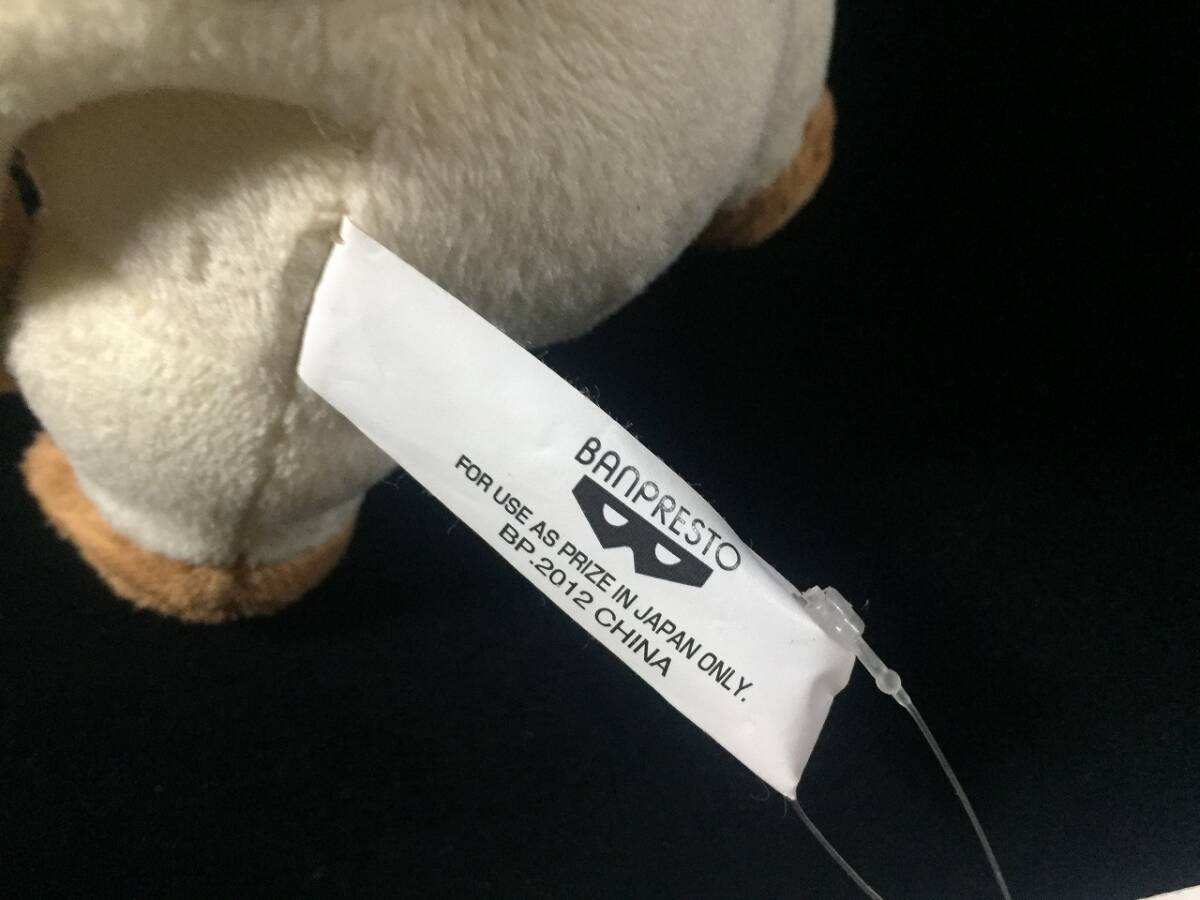 BANPRESTO
FOR USE AS PRIZE IN JAPAN ONLY.
BP.2012 CHINA